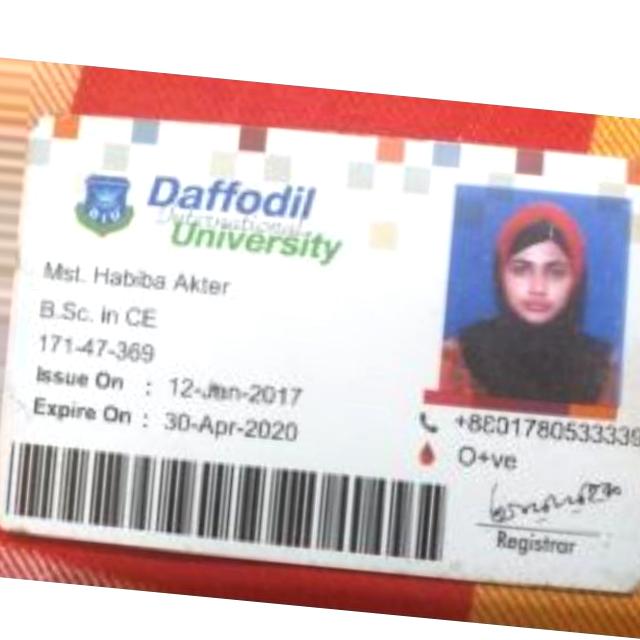 DIU
Daffodil
International
University
Mst. Habiba Akter
B.Sc. in CE
171-47-369
Issue On : 12-Jan-2017
Expire On : 30-Apr-2020
+8801780533339
O+ve
Registrar